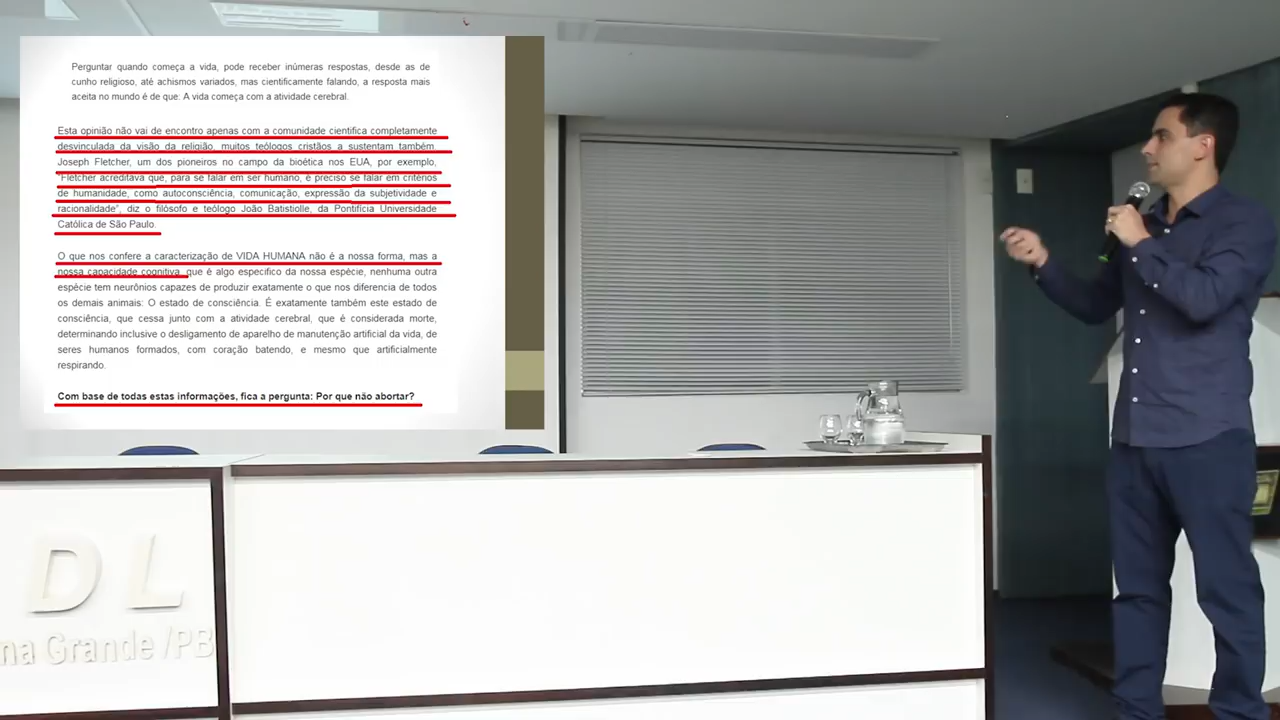 Perguntar quando começa a vida, pode receber inúmeras respostas, desde as de
cunho religioso, até achismos variados, mas cientificamente falando, a resposta mais
aceita no mundo é de que: A vida começa com a atividade cerebral.
Esta opinião não vai de encontro apenas com a comunidade cientifica completamente
desvinculada da visão da religião, muitos teólogos cristãos a sustentam também.
Joseph Fletcher, um dos pioneiros no campo da bioética nos EUA, por exemplo,
"Fletcher acreditava que, para se falar em ser humano, é preciso se falar em critérios
de humanidade, como autoconsciência, comunicação, expressão da subjetividade e
racionalidade", diz o filósofo e teólogo João Batistiolle, da Pontifícia Universidade
Católica de São Paulo.
O que nos confere a caracterização de VIDA HUMANA não é a nossa forma, mas a
nossa capacidade cognitiva, que é algo especifico da nossa espécie, nenhuma outra
espécie tem neurônios capazes de produzir exatamente o que nos diferencia de todos
os demais animais: O estado de consciência. É exatamente também este estado de
consciência, que cessa junto com a atividade cerebral, que é considerada morte,
determinando inclusive o desligamento de aparelho de manutenção artificial da vida, de
seres humanos formados, com coração batendo, e mesmo que artificialmente
respirando.
Com base de todas estas informações, fica a pergunta: Por que não abortar?
DL
na Grande /PB